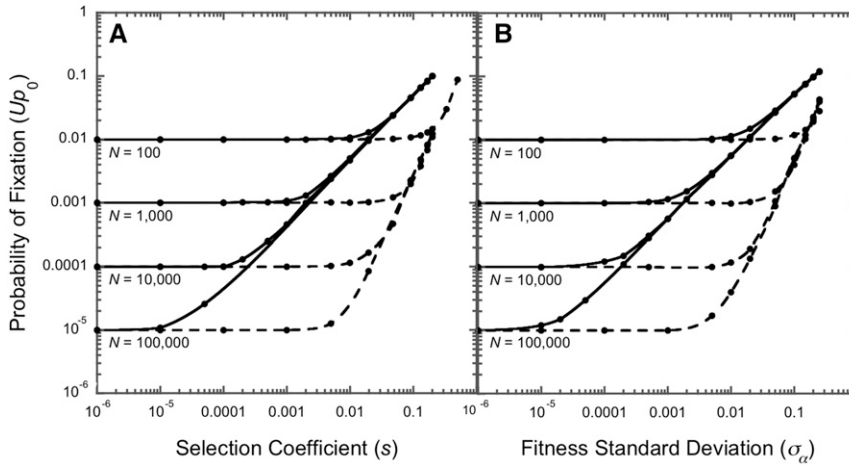 A
B
Probability of Fixation (Up₀)
1
0.1
0.01
0.001
0.0001
10⁻⁵
10⁻⁶
N = 100
N = 1,000
N = 10,000
N = 100,000
N = 100
N = 1,000
N = 10,000
N = 100,000
10⁻⁶ 10⁻⁵ 0.0001 0.001 0.01 0.1
10⁻⁶ 10⁻⁵ 0.0001 0.001 0.01 0.1
Selection Coefficient (s)
Fitness Standard Deviation (σₐ)